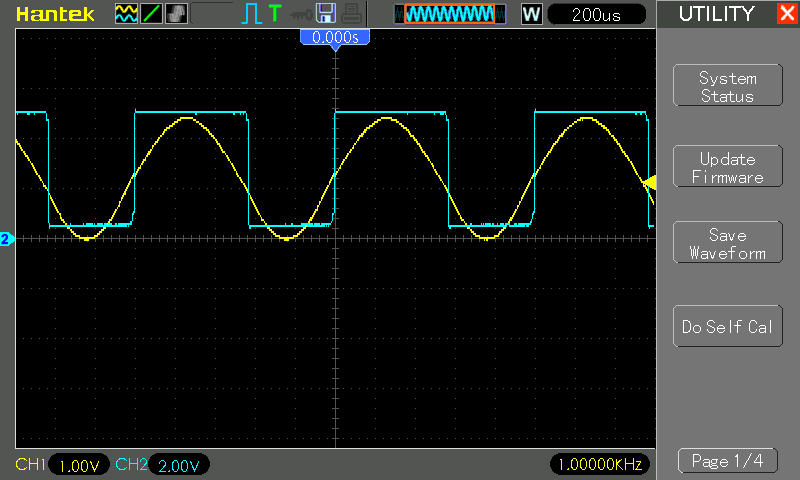 Hantek
T
W
200us
UTILITY
X
0.000s
System
Status
Update
Firmware
Save
Waveform
2
Do Self Cal
CH1 1.00V CH2 2.00V
1.00000KHz
Page 1/4